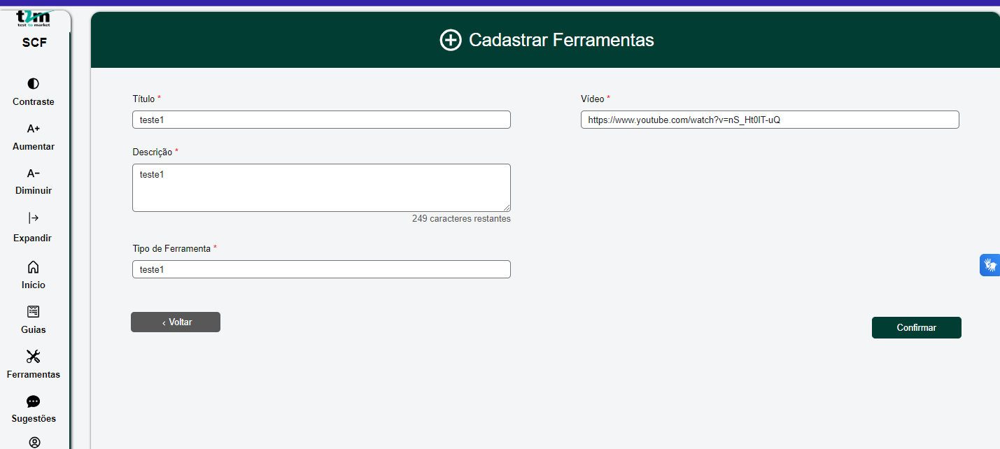 t2m
test to market
SCF
Contraste
A+
Aumentar
A-
Diminuir
Expandir
Início
Guias
Ferramentas
Sugestões
Cadastrar Ferramentas
Título *
teste1
Vídeo *
https://www.youtube.com/watch?v=nS_Ht0IT-uQ
Descrição *
teste1
249 caracteres restantes
Tipo de Ferramenta *
teste1
‹ Voltar
Confirmar